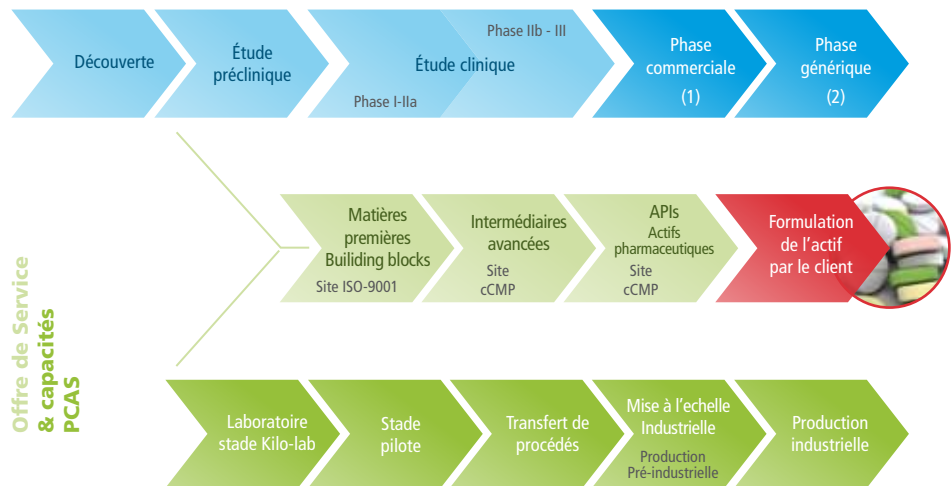 Découverte
Étude
préclinique
Phase IIb - III
Étude clinique
Phase I-IIa
Phase
commerciale
(1)
Phase
générique
(2)
Offre de Service
& capacités
PCAS
Matières
premières
Builiding blocks
Site ISO-9001
Intermédiaires
avancées
Site
cCMP
APIs
Actifs
pharmaceutiques
Site
cCMP
Formulation
de l'actif
par le client
Laboratoire
stade Kilo-lab
Stade
pilote
Transfert de
procédés
Mise à l'echelle
Industrielle
Production
Pré-industrielle
Production
industrielle